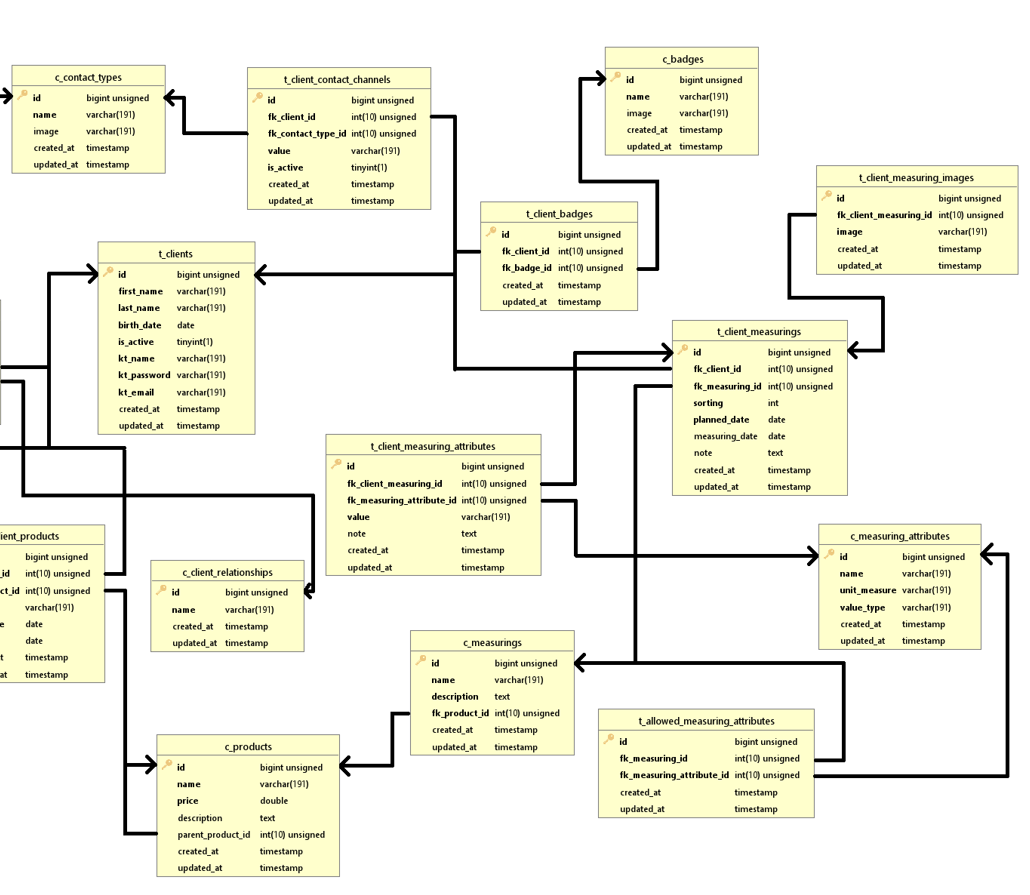 c_contact_types
id bigint unsigned
name varchar(191)
image varchar(191)
created_at timestamp
updated_at timestamp
t_client_contact_channels
id bigint unsigned
fk_client_id int(10) unsigned
fk_contact_type_id int(10) unsigned
value varchar(191)
is_active tinyint(1)
created_at timestamp
updated_at timestamp
c_badges
id bigint unsigned
name varchar(191)
image varchar(191)
created_at timestamp
updated_at timestamp
t_client_measuring_images
id bigint unsigned
fk_client_measuring_id int(10) unsigned
image varchar(191)
created_at timestamp
updated_at timestamp
t_client_badges
id bigint unsigned
fk_client_id int(10) unsigned
fk_badge_id int(10) unsigned
created_at timestamp
updated_at timestamp
t_clients
id bigint unsigned
first_name varchar(191)
last_name varchar(191)
birth_date date
is_active tinyint(1)
kt_name varchar(191)
kt_password varchar(191)
kt_email varchar(191)
created_at timestamp
updated_at timestamp
t_client_measurings
id bigint unsigned
fk_client_id int(10) unsigned
fk_measuring_id int(10) unsigned
sorting int
planned_date date
measuring_date date
note text
created_at timestamp
updated_at timestamp
t_client_measuring_attributes
id bigint unsigned
fk_client_measuring_id int(10) unsigned
fk_measuring_attribute_id int(10) unsigned
value varchar(191)
note text
created_at timestamp
updated_at timestamp
c_measuring_attributes
id bigint unsigned
name varchar(191)
unit_measure varchar(191)
value_type varchar(191)
created_at timestamp
updated_at timestamp
ient_products
bigint unsigned
_id int(10) unsigned
ct_id int(10) unsigned
varchar(191)
e date
date
t timestamp
at timestamp
c_client_relationships
id bigint unsigned
name varchar(191)
created_at timestamp
updated_at timestamp
c_measurings
id bigint unsigned
name varchar(191)
description text
fk_product_id int(10) unsigned
created_at timestamp
updated_at timestamp
t_allowed_measuring_attributes
id bigint unsigned
fk_measuring_id int(10) unsigned
fk_measuring_attribute_id int(10) unsigned
created_at timestamp
updated_at timestamp
c_products
id bigint unsigned
name varchar(191)
price double
description text
parent_product_id int(10) unsigned
created_at timestamp
updated_at timestamp